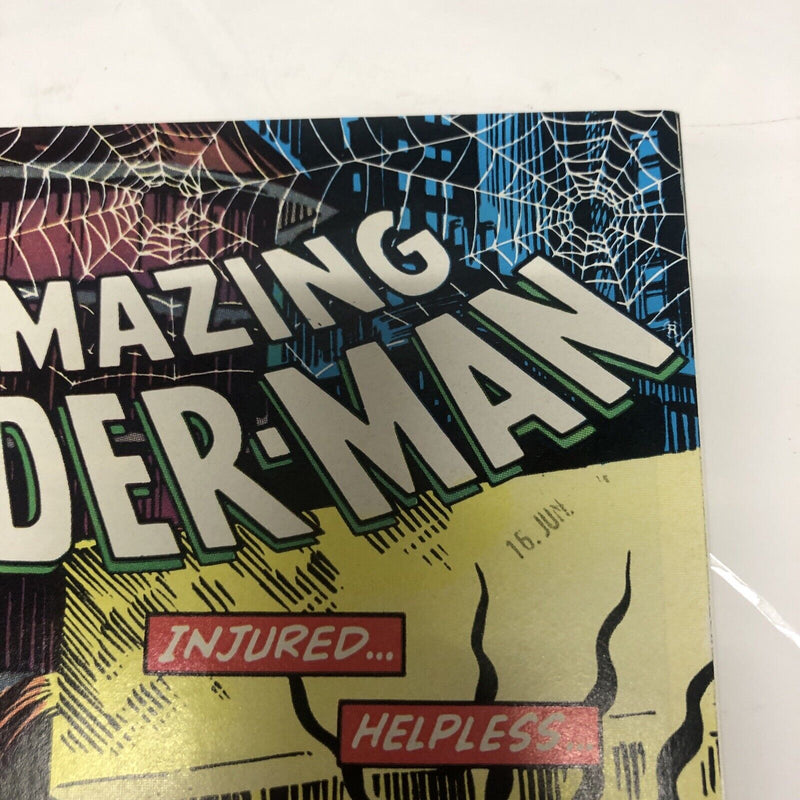 MAZING
DER-MAN
16. JUN.
INJURED...
HELPLESS...